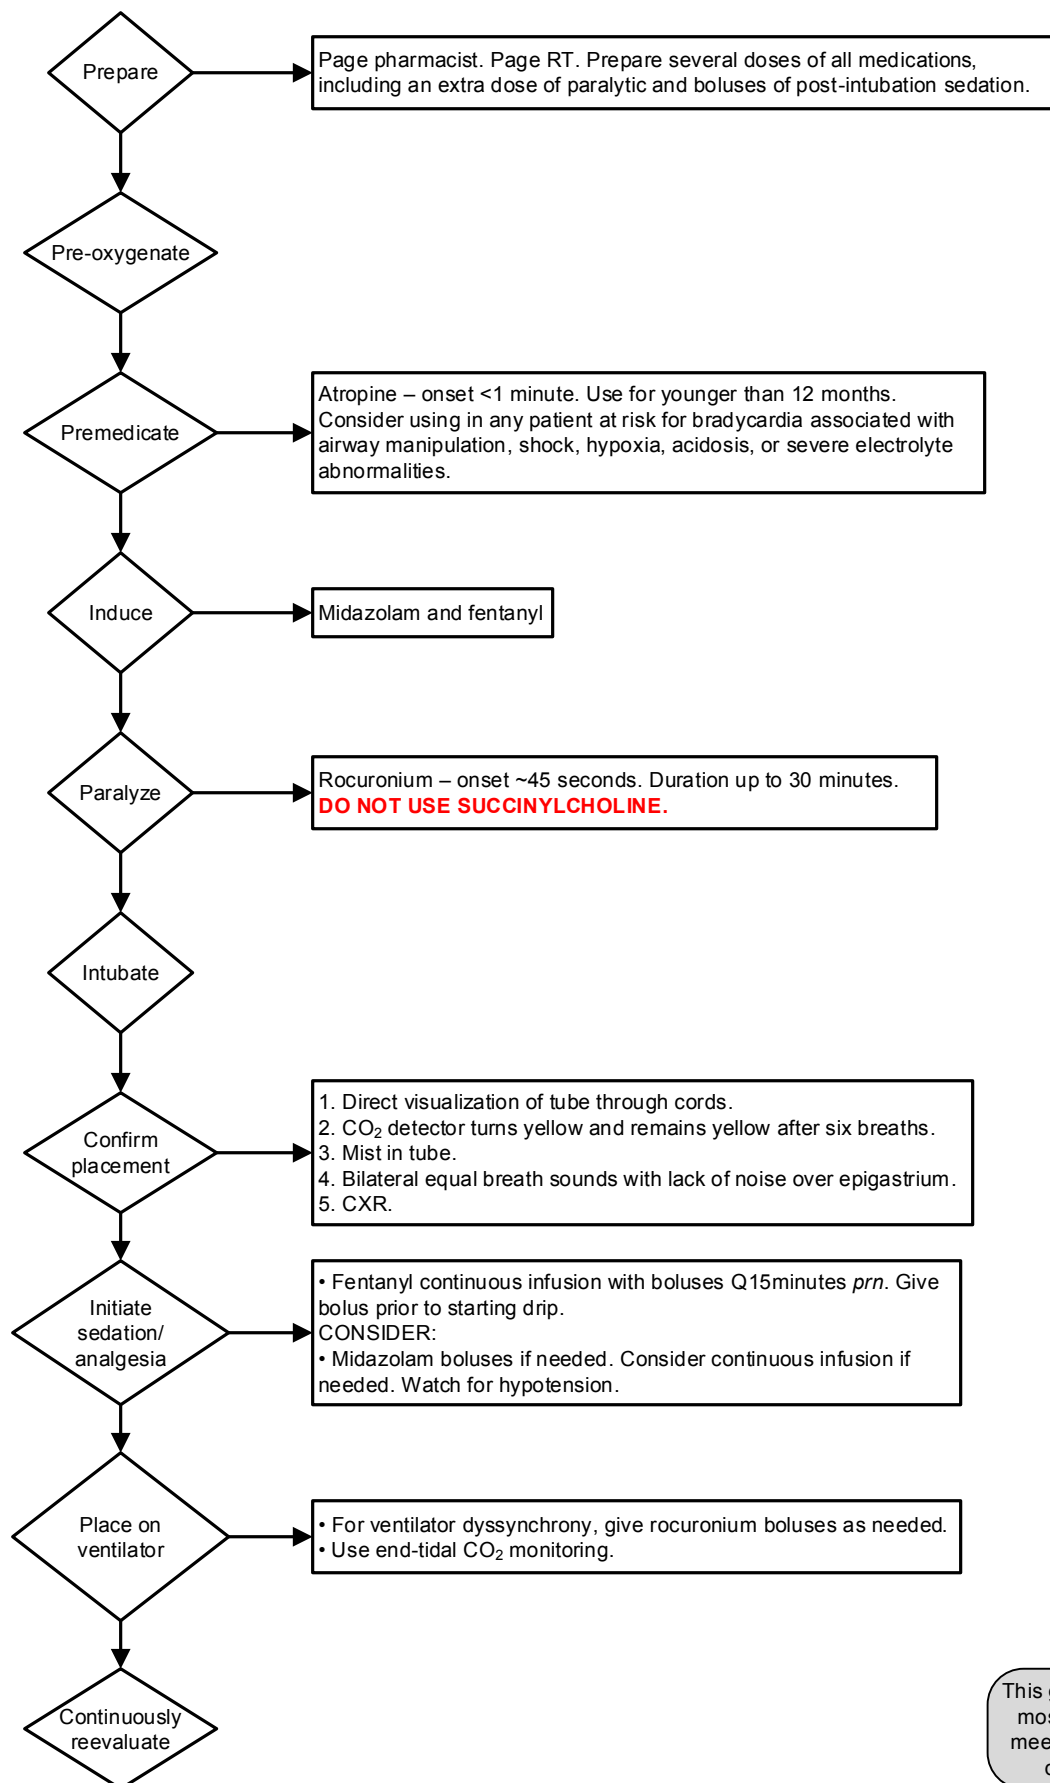 Prepare
Page pharmacist. Page RT. Prepare several doses of all medications,
including an extra dose of paralytic and boluses of post-intubation sedation.
Pre-oxygenate
Premedicate
Atropine – onset <1 minute. Use for younger than 12 months.
Consider using in any patient at risk for bradycardia associated with
airway manipulation, shock, hypoxia, acidosis, or severe electrolyte
abnormalities.
Induce
Midazolam and fentanyl
Paralyze
Rocuronium – onset ~45 seconds. Duration up to 30 minutes.
DO NOT USE SUCCINYLCHOLINE.
Intubate
Confirm
placement
1. Direct visualization of tube through cords.
2. CO₂ detector turns yellow and remains yellow after six breaths.
3. Mist in tube.
4. Bilateral equal breath sounds with lack of noise over epigastrium.
5. CXR.
Initiate
sedation/
analgesia
• Fentanyl continuous infusion with boluses Q15minutes prn. Give
bolus prior to starting drip.
CONSIDER:
• Midazolam boluses if needed. Consider continuous infusion if
needed. Watch for hypotension.
Place on
ventilator
• For ventilator dyssynchrony, give rocuronium boluses as needed.
• Use end-tidal CO₂ monitoring.
Continuously
reevaluate
This
mos
mee